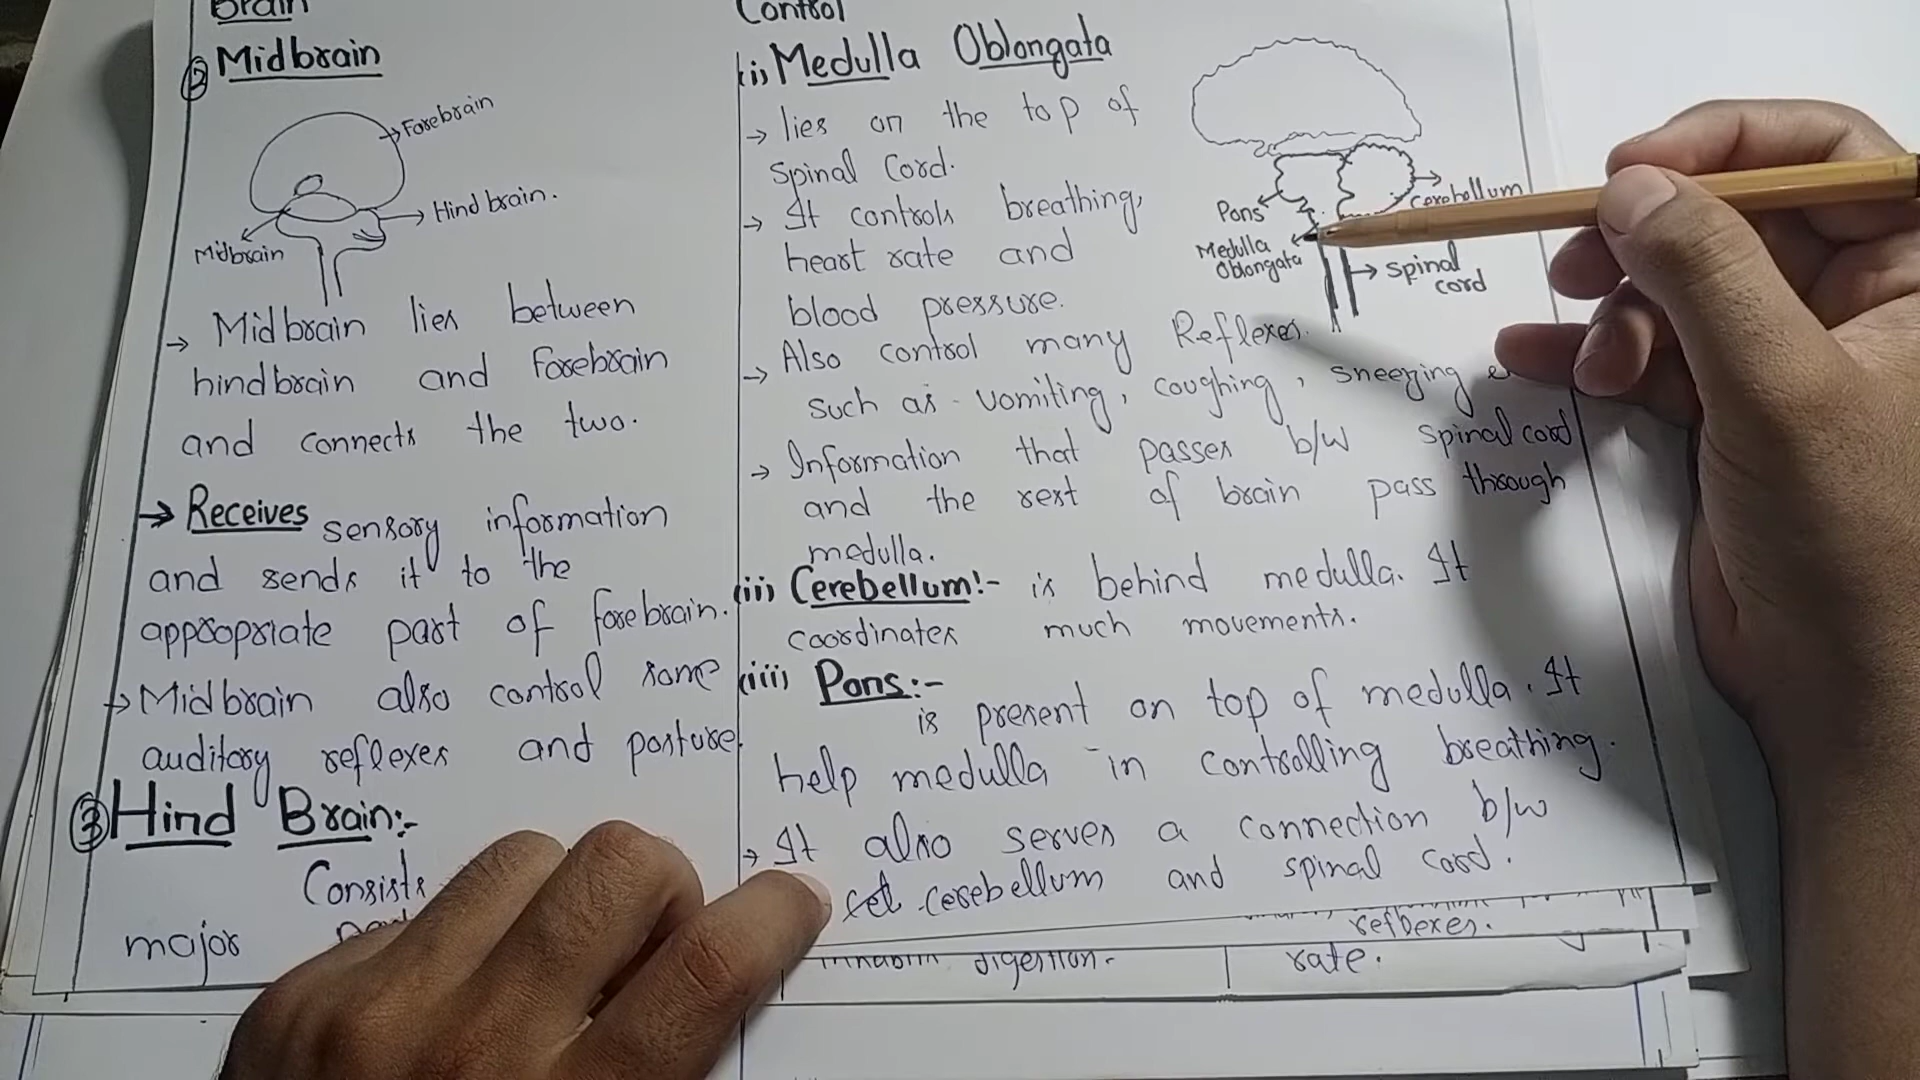 Brain
② Midbrain
Forebrain
Hind brain.
Midbrain
→ Midbrain lies between
hindbrain and Forebrain
and connects the two.
→ Receives sensory information
and sends it to the
appropriate part of forebrain.
→ Midbrain also control some
auditory reflexes and posture.
③ Hind Brain:-
Consists
major
Control
(i) Medulla Oblongata
→ lies on the top of
spinal Cord.
→ It controls breathing,
heart rate and
blood pressure.
→ Also control many Reflexes.
such as - vomiting, coughing, sneezing
→ Information that passes b/w spinal cord
and the rest of brain pass through
medulla.
Pons
Cerebellum
Medulla
Oblongata
spinal
cord
(ii) Cerebellum:- is behind medulla. It
coordinates much movements.
(iii) Pons:-
is present on top of medulla. It
help medulla in controlling breathing.
→ It also serves a connection b/w
cerebellum and spinal cord.
reflexes.
digestion.
rate.